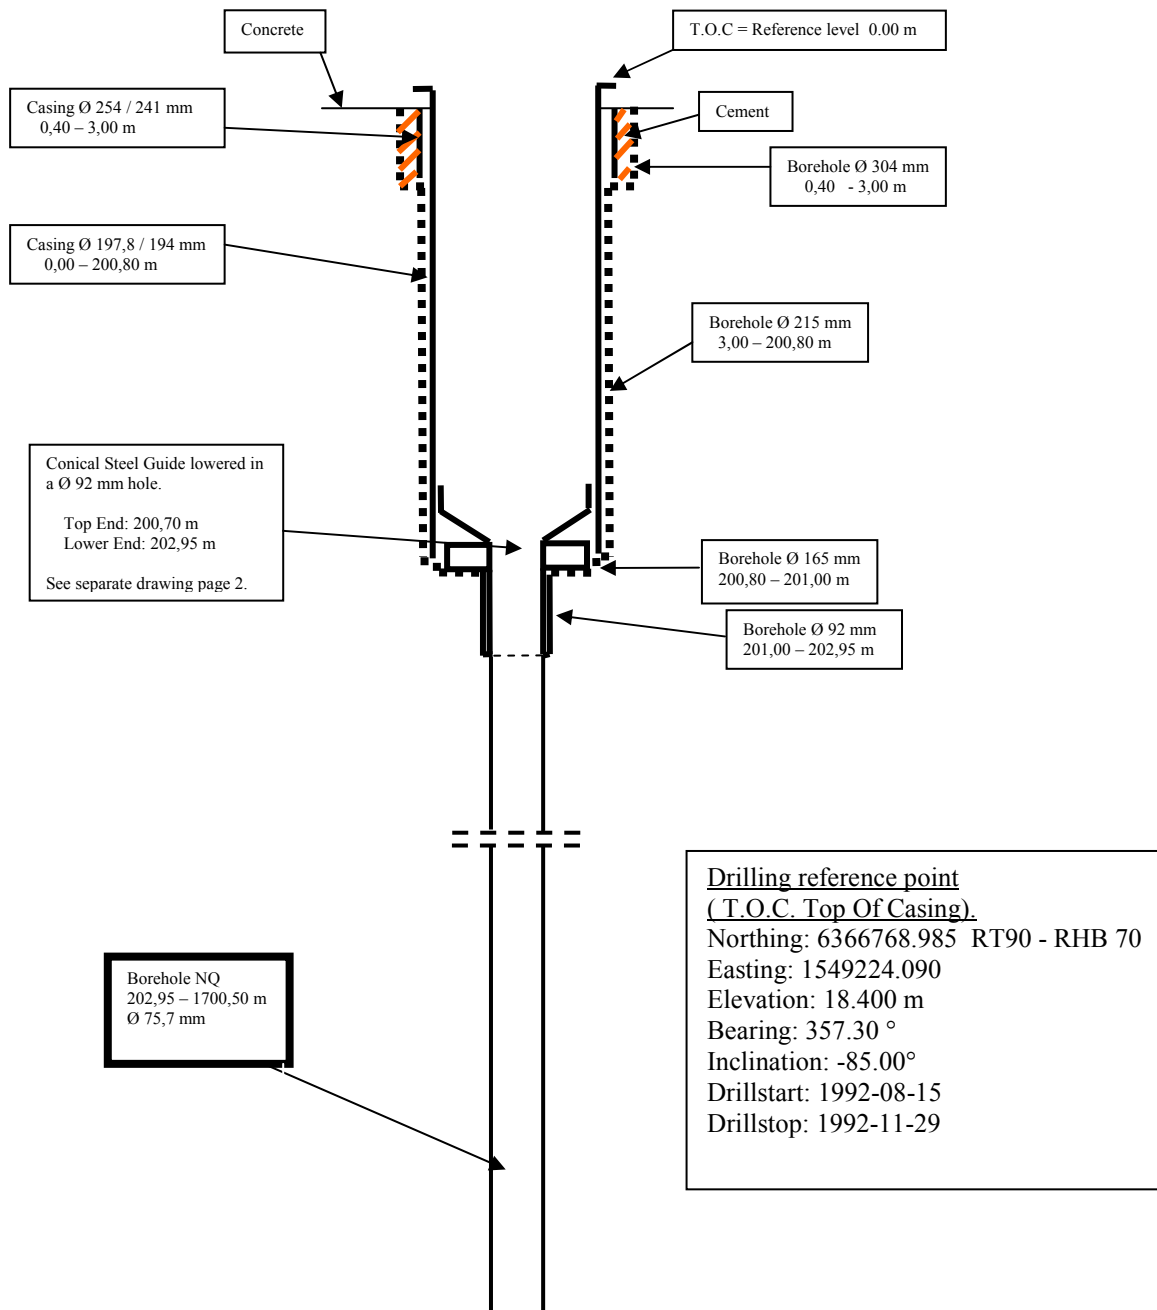 Concrete
T.O.C = Reference level 0.00 m
Casing Ø 254 / 241 mm
0,40 – 3,00 m
Cement
Borehole Ø 304 mm
0,40 - 3,00 m
Casing Ø 197,8 / 194 mm
0,00 – 200,80 m
Borehole Ø 215 mm
3,00 – 200,80 m
Conical Steel Guide lowered in
a Ø 92 mm hole.
Top End: 200,70 m
Lower End: 202,95 m
See separate drawing page 2.
Borehole Ø 165 mm
200,80 – 201,00 m
Borehole Ø 92 mm
201,00 – 202,95 m
Borehole NQ
202,95 – 1700,50 m
Ø 75,7 mm
Drilling reference point
( T.O.C. Top Of Casing).
Northing: 6366768.985 RT90 - RHB 70
Easting: 1549224.090
Elevation: 18.400 m
Bearing: 357.30 °
Inclination: -85.00°
Drillstart: 1992-08-15
Drillstop: 1992-11-29